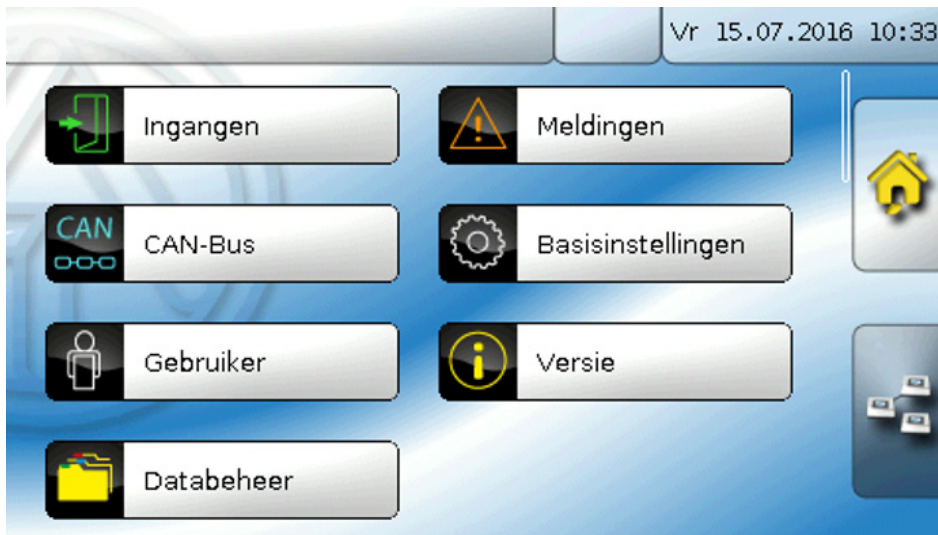 Vr 15.07.2016 10:33
Ingangen
Meldingen
CAN
CAN-Bus
Basisinstellingen
Gebruiker
Versie
Databeheer